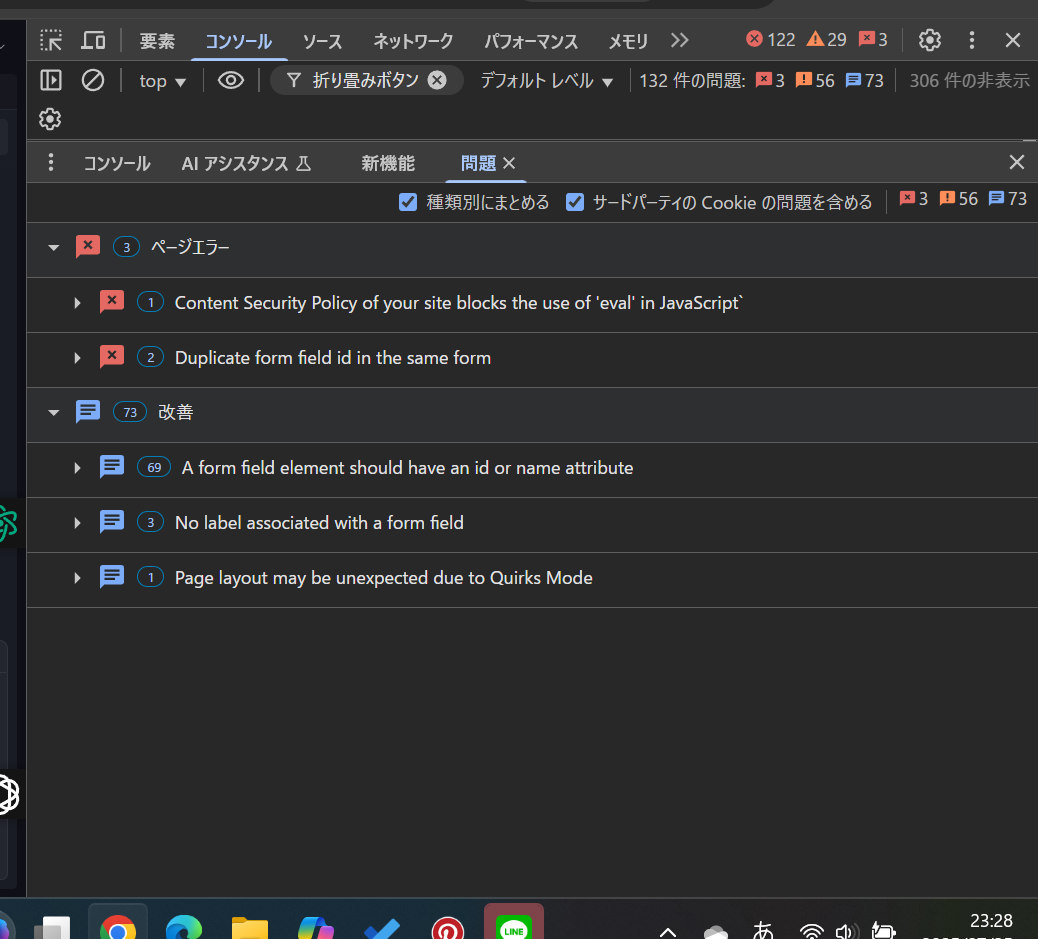 要素 コンソール ソース ネットワーク パフォーマンス メモリ 122 29 3
top 折り畳みボタン デフォルト レベル 132 件の問題: 3 56 73 306 件の非表示
コンソール AI アシスタンス 新機能 問題
種類別にまとめる サードパーティの Cookie の問題を含める 3 56 73
3 ページエラー
1 Content Security Policy of your site blocks the use of 'eval' in JavaScript`
2 Duplicate form field id in the same form
73 改善
69 A form field element should have an id or name attribute
3 No label associated with a form field
1 Page layout may be unexpected due to Quirks Mode
LINE あ 23:28